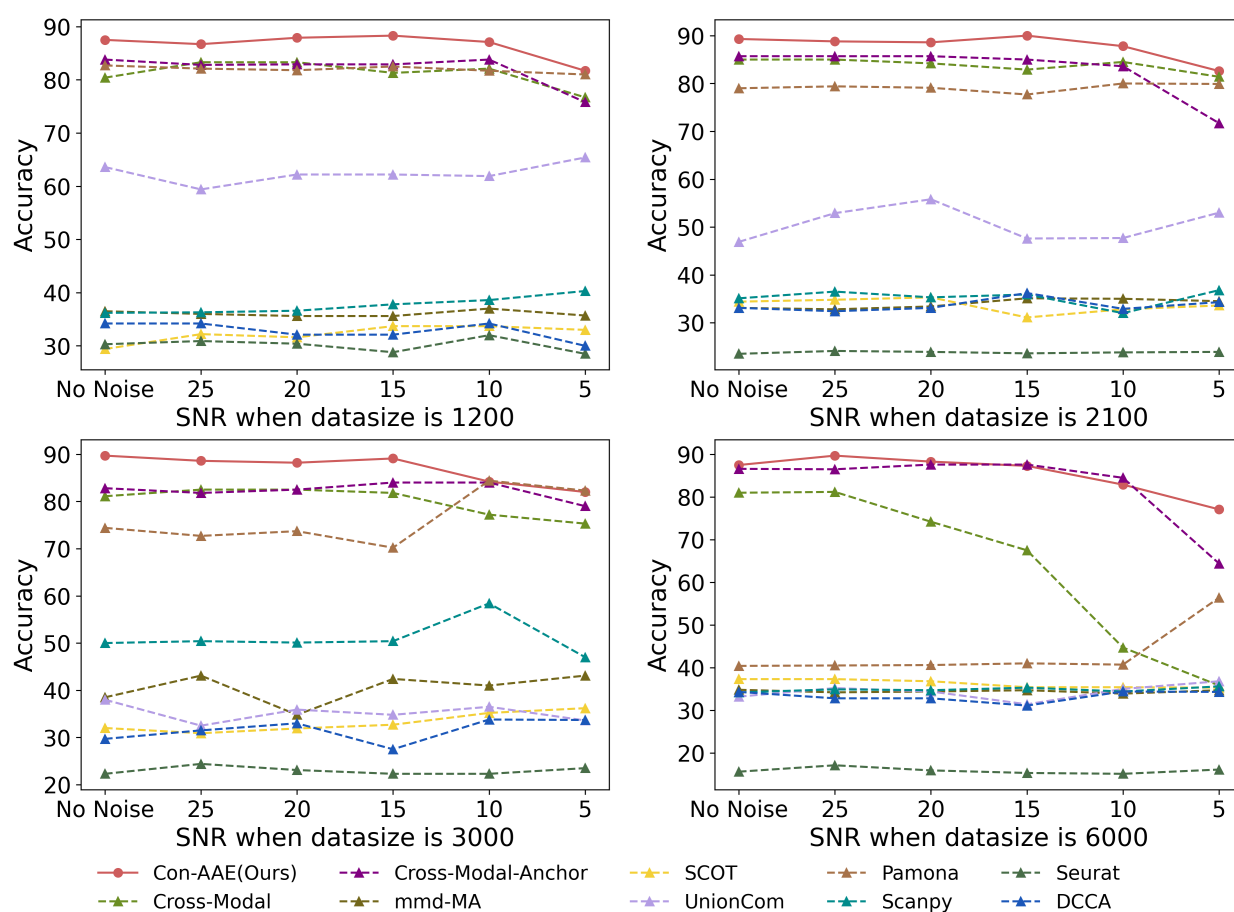 90
80
70
60
50
40
30
Accuracy
No Noise 25 20 15 10 5
SNR when datasize is 1200
90
80
70
60
50
40
30
Accuracy
No Noise 25 20 15 10 5
SNR when datasize is 2100
90
80
70
60
50
40
30
20
Accuracy
No Noise 25 20 15 10 5
SNR when datasize is 3000
90
80
70
60
50
40
30
20
Accuracy
No Noise 25 20 15 10 5
SNR when datasize is 6000
Con-AAE(Ours) Cross-Modal-Anchor SCOT Pamona Seurat
Cross-Modal mmd-MA UnionCom Scanpy DCCA